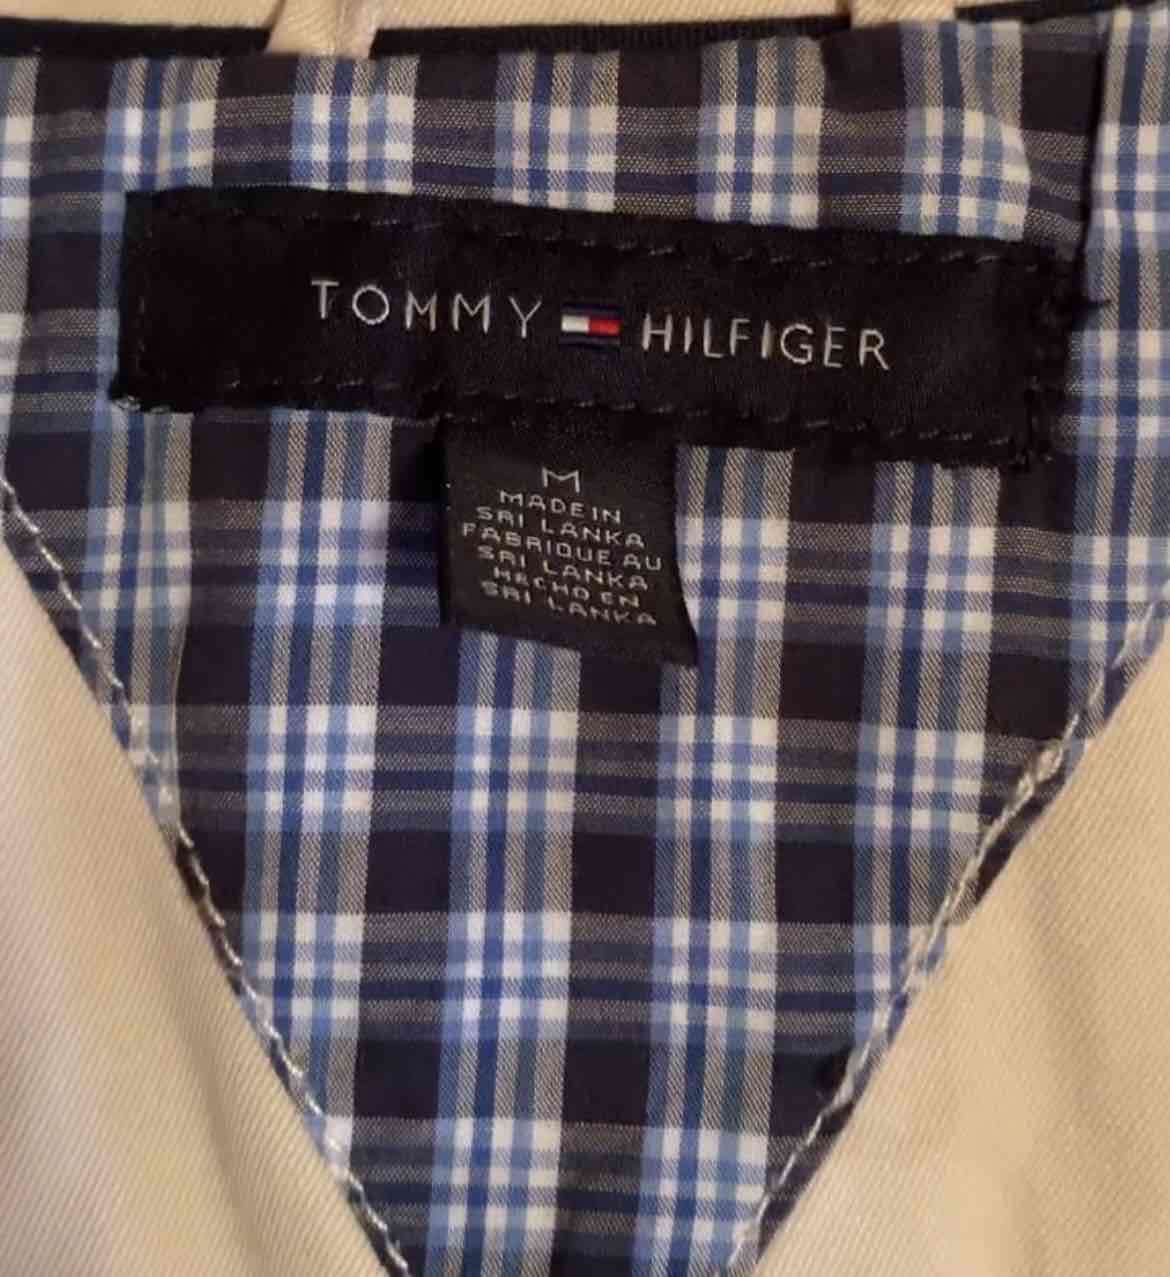 TOMMY HILFIGER
M
MADE IN
SRI LANKA
FABRIQUE AU
SRI LANKA
HECHO EN
SRI LANKA